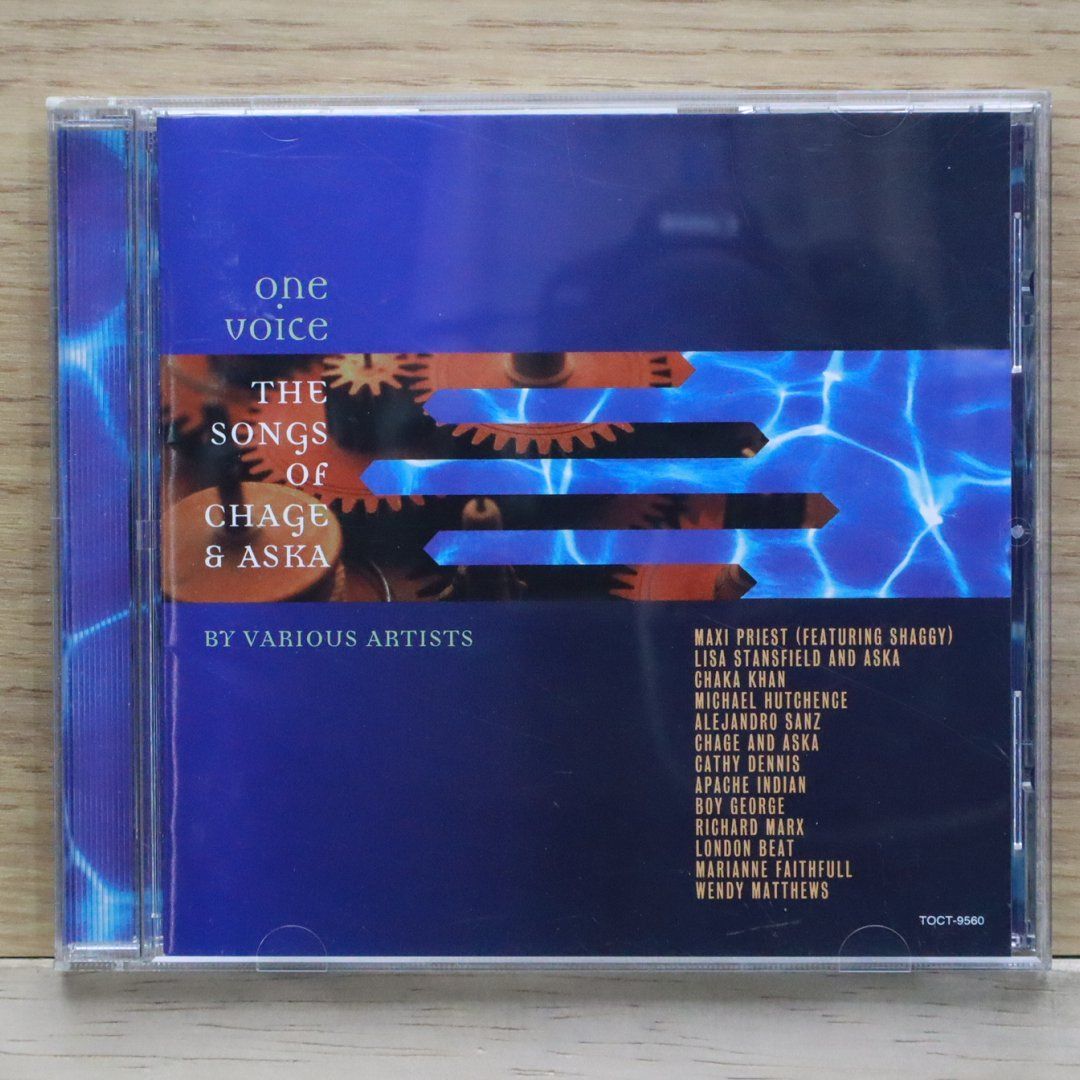 one
voice
THE
SONGS
OF
CHAGE
& ASKA
BY VARIOUS ARTISTS
MAXI PRIEST (FEATURING SHAGGY)
LISA STANSFIELD AND ASKA
CHAKA KHAN
MICHAEL HUTCHENCE
ALEJANDRO SANZ
CHAGE AND ASKA
CATHY DENNIS
APACHE INDIAN
BOY GEORGE
RICHARD MARX
LONDON BEAT
MARIANNE FAITHFULL
WENDY MATTHEWS
TOCT-9560